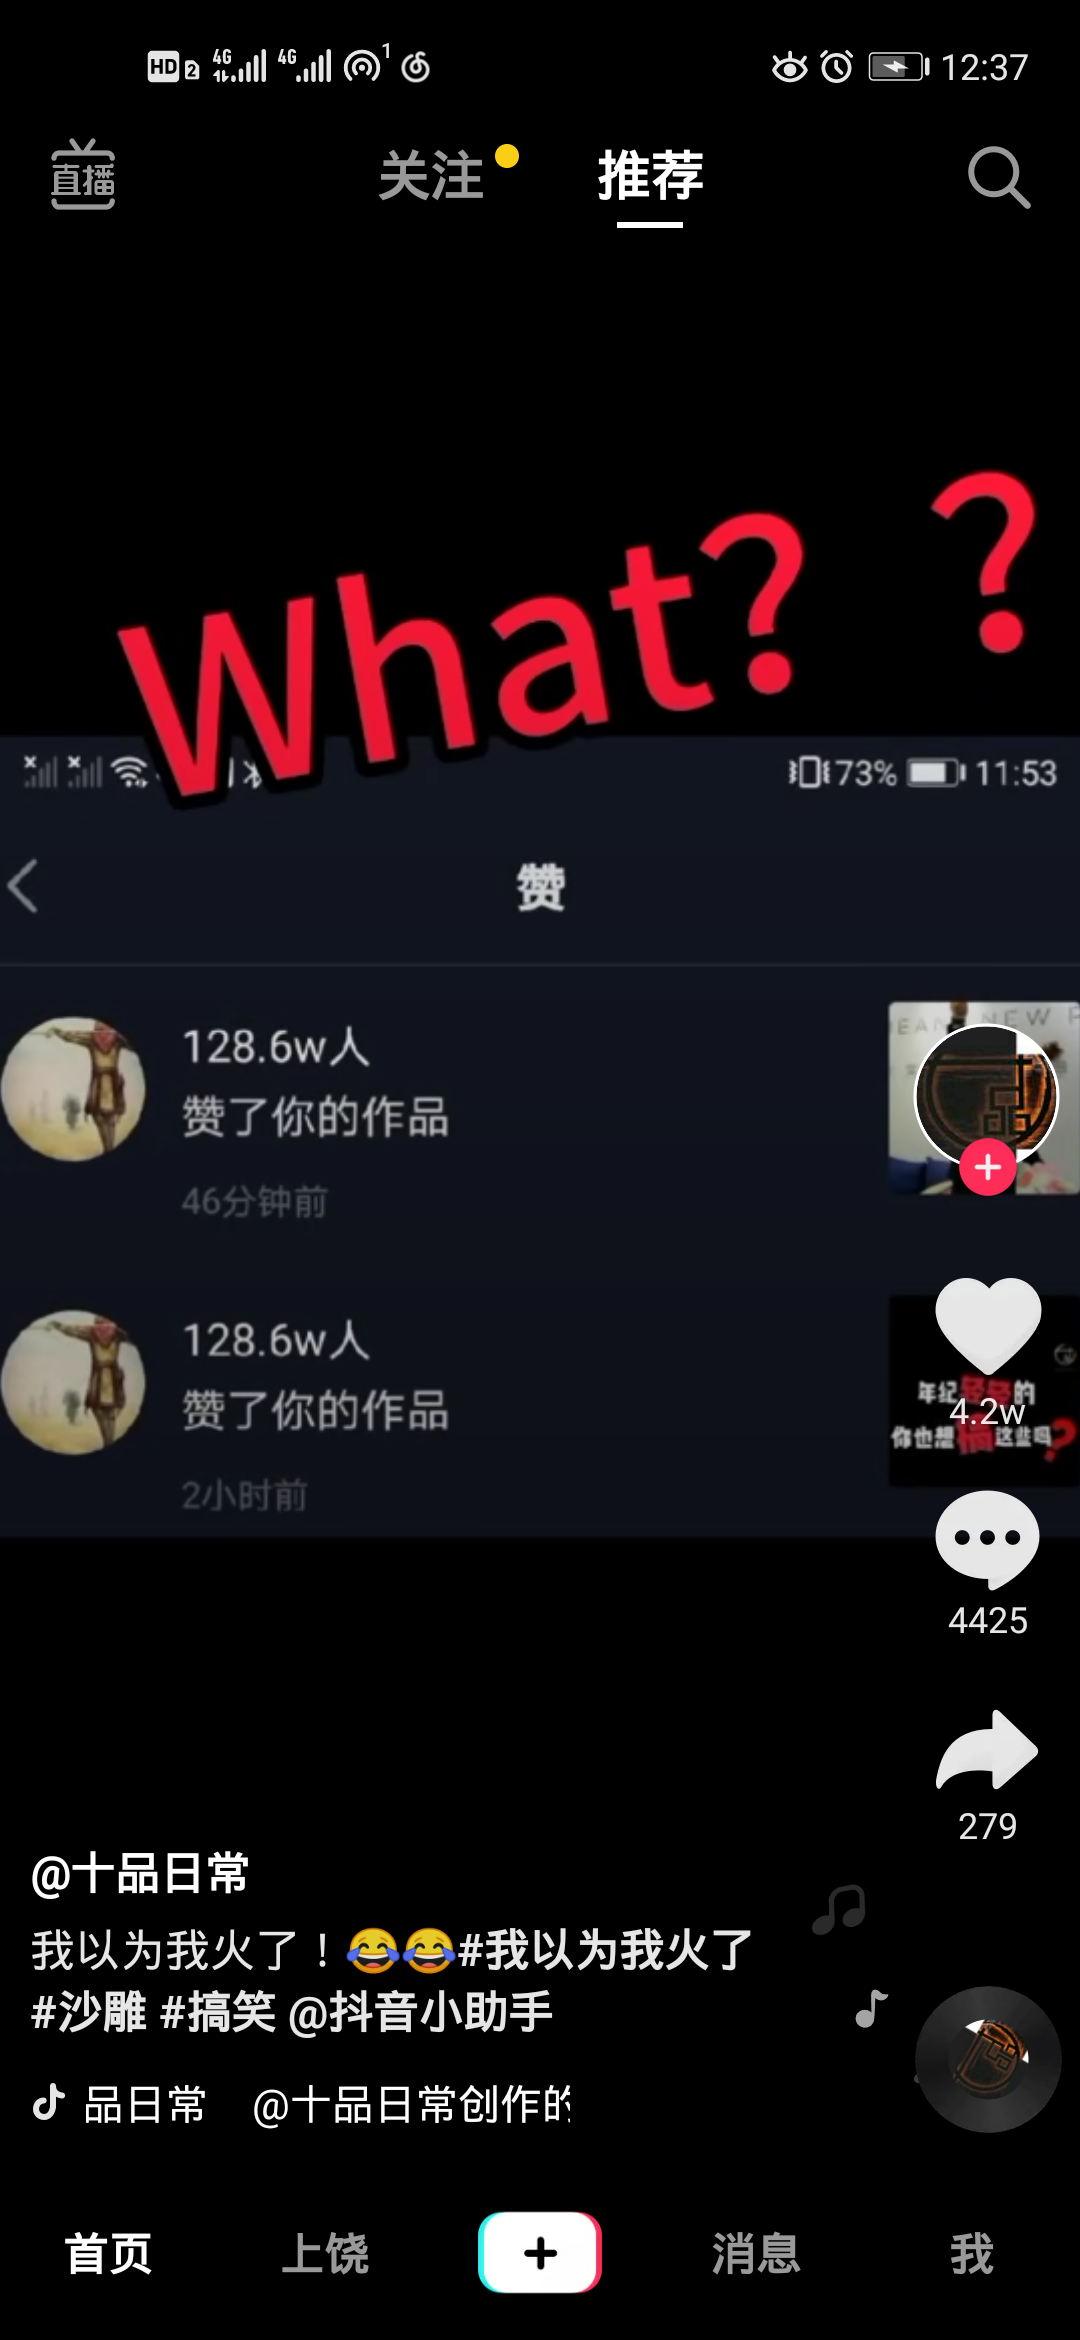 HD 2 4G 4G 1 12:37
直播 关注 推荐
What? ?
73% 11:53
赞
128.6w人
赞了你的作品
46分钟前
NEW P
128.6w人
赞了你的作品
2小时前
年纪轻轻的
你也想搞这些吗?
4.2w
4425
279
@十品日常
我以为我火了！😂😂#我以为我火了
#沙雕 #搞笑 @抖音小助手
品日常 @十品日常创作的
首页 上饶 消息 我